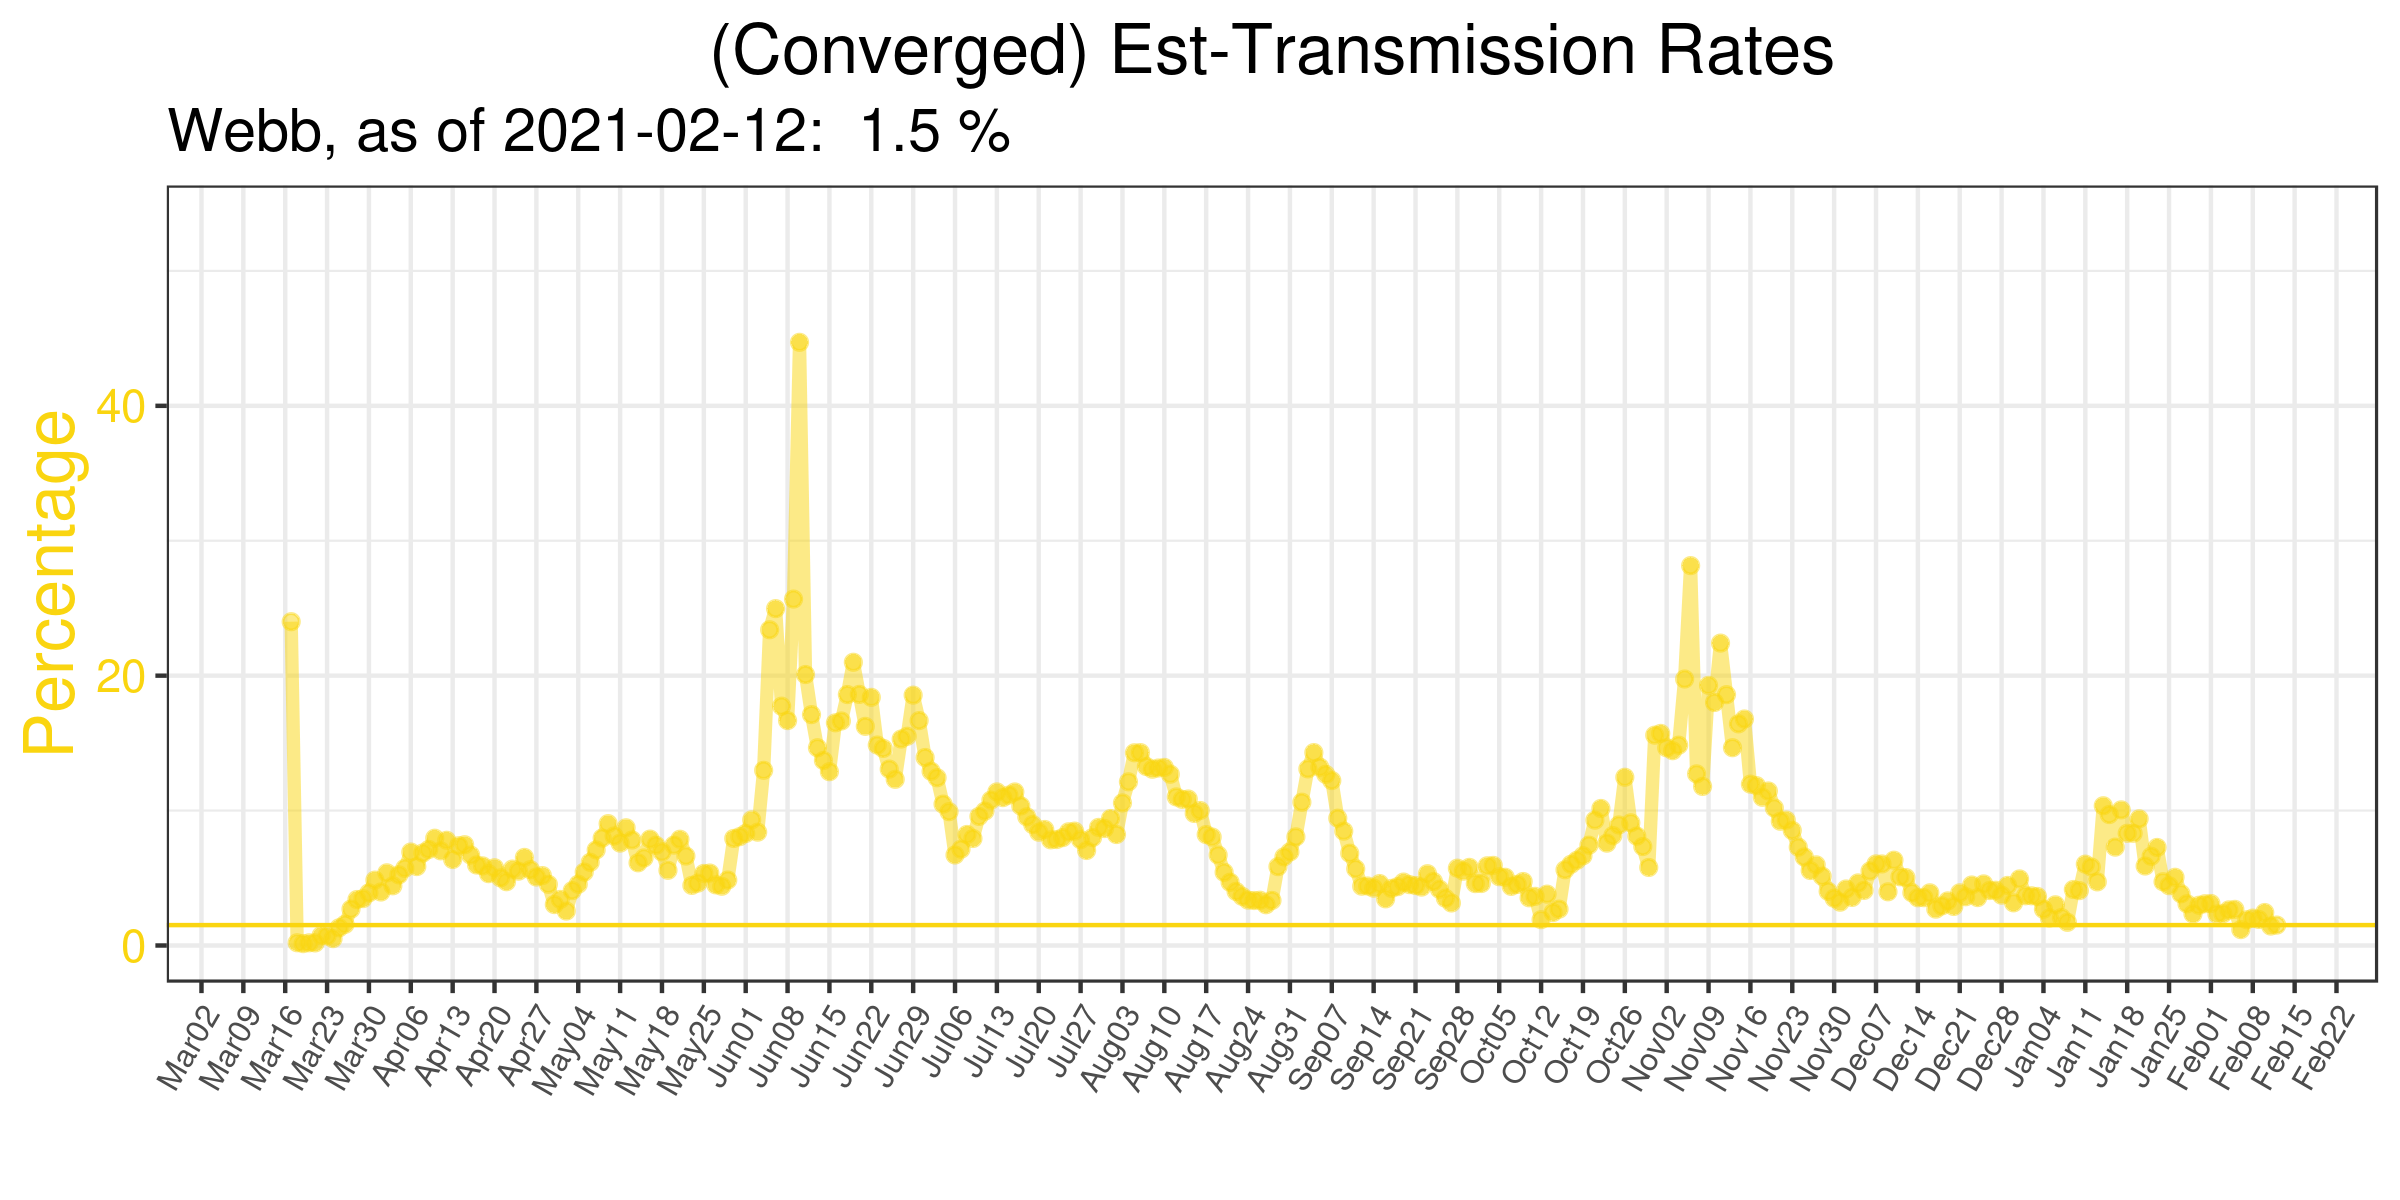 (Converged) Est-Transmission Rates
Webb, as of 2021-02-12:  1.5 %
Percentage
40
20
0
Mar02
Mar09
Mar16
Mar23
Mar30
Apr06
Apr13
Apr20
Apr27
May04
May11
May18
May25
Jun01
Jun08
Jun15
Jun22
Jun29
Jul06
Jul13
Jul20
Jul27
Aug03
Aug10
Aug17
Aug24
Aug31
Sep07
Sep14
Sep21
Sep28
Oct05
Oct12
Oct19
Oct26
Nov02
Nov09
Nov16
Nov23
Nov30
Dec07
Dec14
Dec21
Dec28
Jan04
Jan11
Jan18
Jan25
Feb01
Feb08
Feb15
Feb22